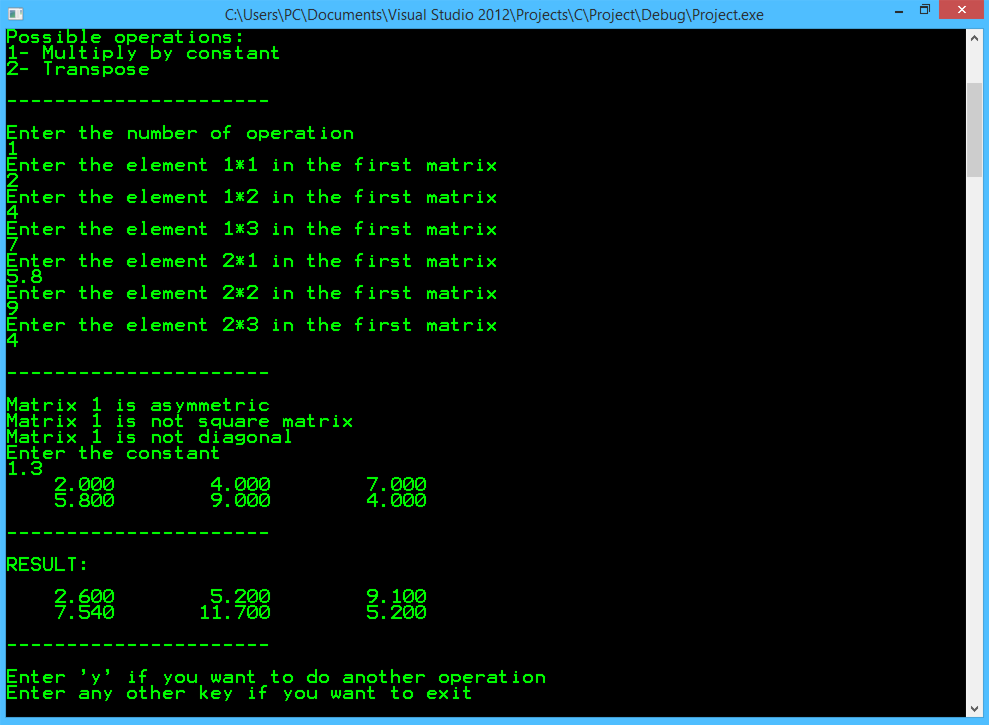 C:\Users\PC\Documents\Visual Studio 2012\Projects\C\Project\Debug\Project.exe
Possible operations:
1- Multiply by constant
2- Transpose
----------------------
Enter the number of operation
1
Enter the element 1*1 in the first matrix
2
Enter the element 1*2 in the first matrix
4
Enter the element 1*3 in the first matrix
7
Enter the element 2*1 in the first matrix
5.8
Enter the element 2*2 in the first matrix
9
Enter the element 2*3 in the first matrix
4
----------------------
Matrix 1 is asymmetric
Matrix 1 is not square matrix
Matrix 1 is not diagonal
Enter the constant
1.3
2.000 4.000 7.000
5.800 9.000 4.000
----------------------
RESULT:
2.600 5.200 9.100
7.540 11.700 5.200
----------------------
Enter 'y' if you want to do another operation
Enter any other key if you want to exit